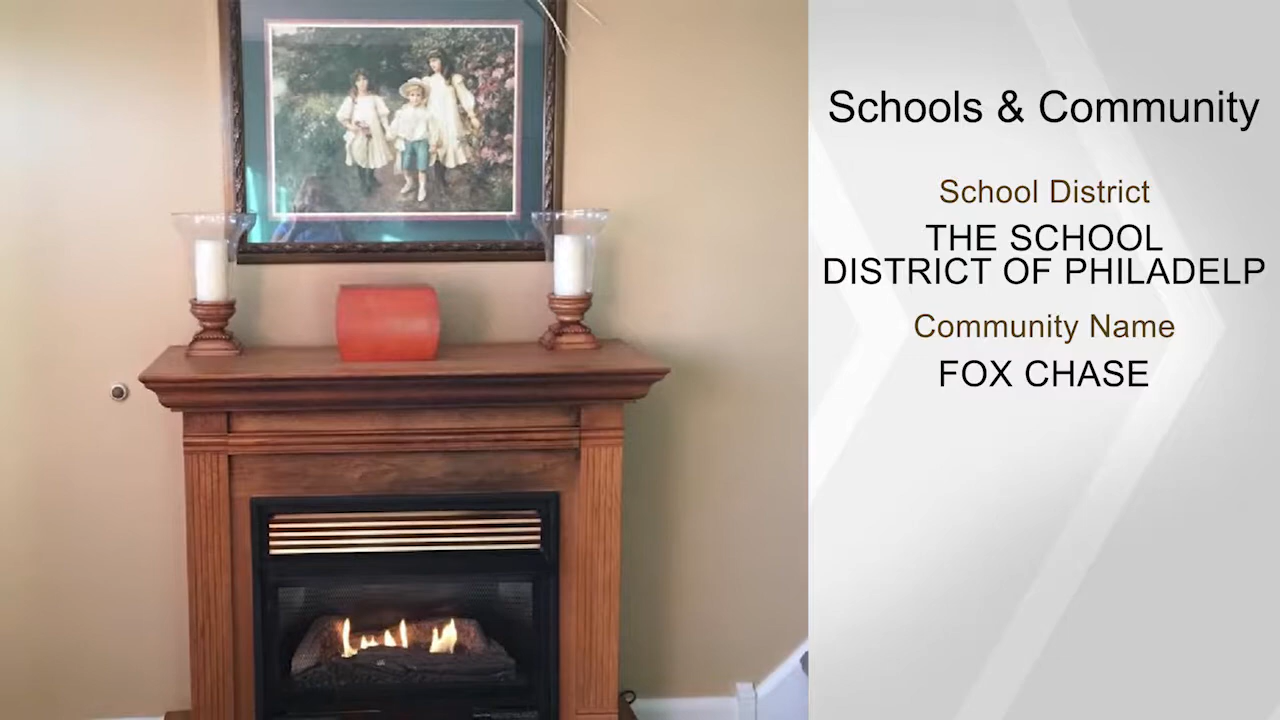 Schools & Community
School District
THE SCHOOL
DISTRICT OF PHILADELP
Community Name
FOX CHASE